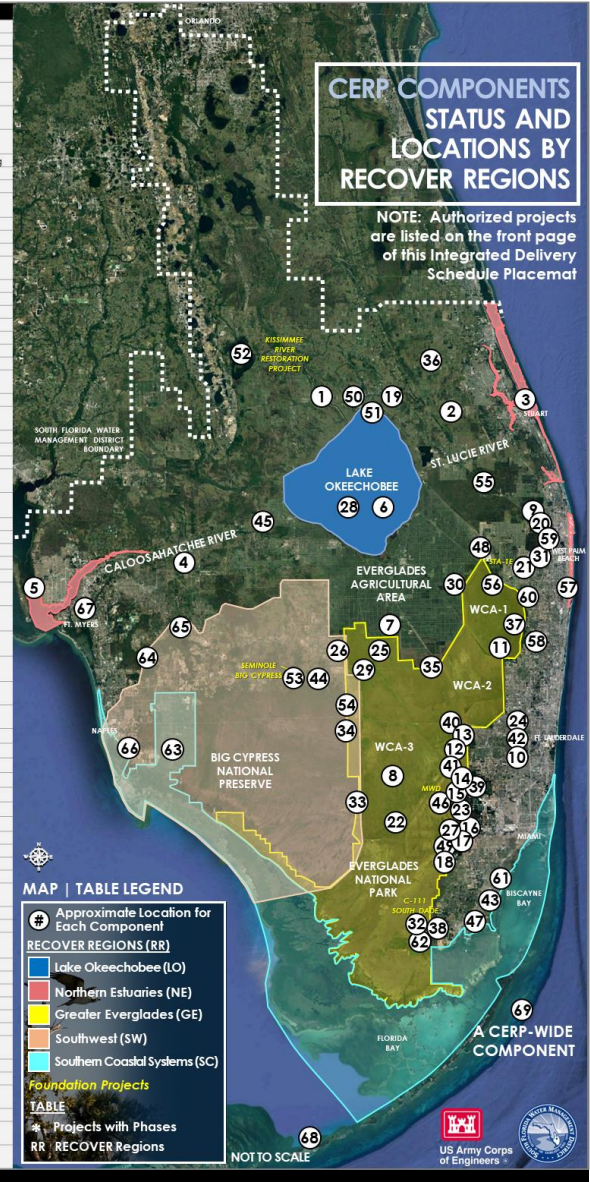 ORLANDO
CERP COMPONENTS
STATUS AND
LOCATIONS BY
RECOVER REGIONS
NOTE: Authorized projects
are listed on the front page
of this Integrated Delivery
Schedule Placemat
KISSIMMEE
RIVER
RESTORATION
PROJECT
52
36
1
50
19
51
2
3
STUART
SOUTH FLORIDA WATER
MANAGEMENT DISTRICT
BOUNDARY
ST. LUCIE RIVER
LAKE
OKEECHOBEE
28
6
55
45
9
20
59
CALOOSAHATCHEE RIVER
4
48
STA-1E
31
WEST PALM
BEACH
21
5
EVERGLADES
AGRICULTURAL
AREA
30
56
57
60
67
FT. MYERS
WCA-1
65
7
37
58
11
64
26
25
29
35
SEMINOLE
BIG CYPRESS
53
44
WCA-2
54
34
40
24
NAPLES
66
63
13
42
FT. LAUDERDALE
WCA-3
12
10
BIG CYPRESS
NATIONAL
PRESERVE
41
8
14
39
MWD
15
33
46
23
22
27
16
MIAMI
49
17
18
EVERGLADES
NATIONAL
PARK
61
43
BISCAYNE
BAY
C-111
SOUTH DADE
32
38
47
62
69
A CERP-WIDE
COMPONENT
FLORIDA
BAY
68
NOT TO SCALE
MAP | TABLE LEGEND
# Approximate Location for
Each Component
RECOVER REGIONS (RR)
Lake Okeechobee (LO)
Northern Estuaries (NE)
Greater Everglades (GE)
Southwest (SW)
Southern Coastal Systems (SC)
Foundation Projects
TABLE
* Projects with Phases
RR RECOVER Regions
US Army Corps
of Engineers
SOUTH FLORIDA WATER MANAGEMENT DISTRICT